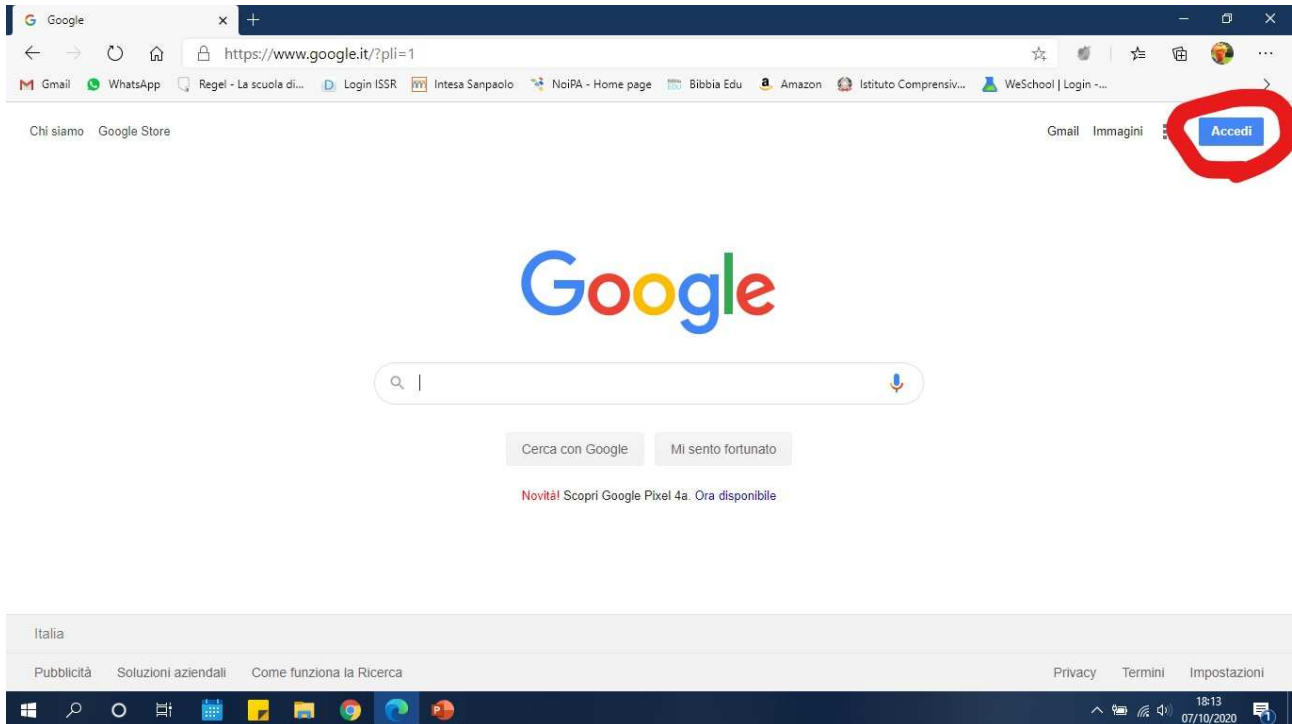 Google
https://www.google.it/?pli=1
Gmail WhatsApp Regel - La scuola di... Login ISSR Intesa Sanpaolo NoiPA - Home page Bibbia Edu Amazon Istituto Comprensiv... WeSchool | Login -...
Chi siamo Google Store Gmail Immagini Accedi
Google
Cerca con Google Mi sento fortunato
Novità! Scopri Google Pixel 4a. Ora disponibile
Italia
Pubblicità Soluzioni aziendali Come funziona la Ricerca Privacy Termini Impostazioni
18:13
07/10/2020